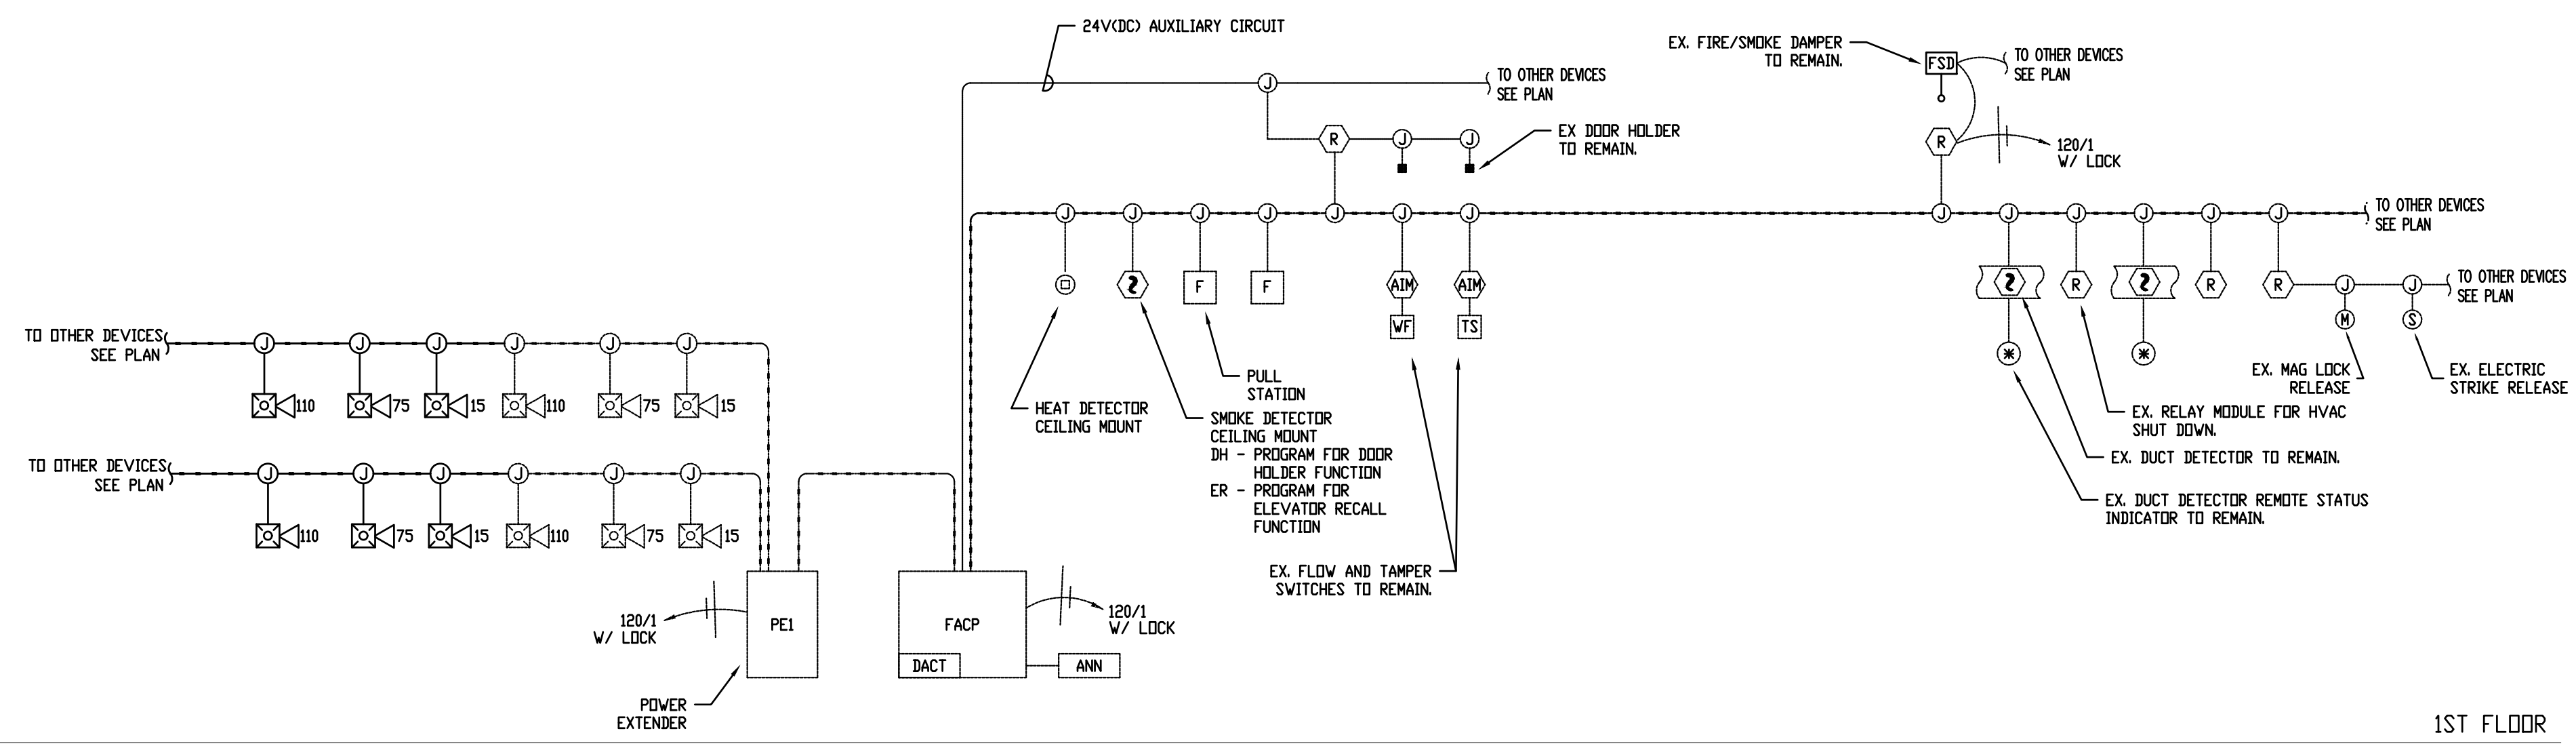 24V(DC) AUXILIARY CIRCUIT
EX. FIRE/SMOKE DAMPER
TO REMAIN.
FSD
TO OTHER DEVICES
SEE PLAN
J
TO OTHER DEVICES
SEE PLAN
R
J
J
EX DOOR HOLDER
TO REMAIN.
R
120/1
W/ LOCK
J
J
J
J
J
J
J
J
J
J
J
J
J
TO OTHER DEVICES
SEE PLAN
F
F
AIM
AIM
WF
TS
R
R
R
J
J
TO OTHER DEVICES
SEE PLAN
M
S
TO OTHER DEVICES
SEE PLAN
J
J
J
J
J
J
110
75
15
110
75
15
PULL
STATION
HEAT DETECTOR
CEILING MOUNT
SMOKE DETECTOR
CEILING MOUNT
DH - PROGRAM FOR DOOR
HOLDER FUNCTION
ER - PROGRAM FOR
ELEVATOR RECALL
FUNCTION
EX. MAG LOCK
RELEASE
EX. ELECTRIC
STRIKE RELEASE
EX. RELAY MODULE FOR HVAC
SHUT DOWN.
EX. DUCT DETECTOR TO REMAIN.
EX. DUCT DETECTOR REMOTE STATUS
INDICATOR TO REMAIN.
TO OTHER DEVICES
SEE PLAN
J
J
J
J
J
J
110
75
15
110
75
15
EX. FLOW AND TAMPER
SWITCHES TO REMAIN.
120/1
W/ LOCK
PE1
FACP
120/1
W/ LOCK
DACT
ANN
POWER
EXTENDER
1ST FLOOR